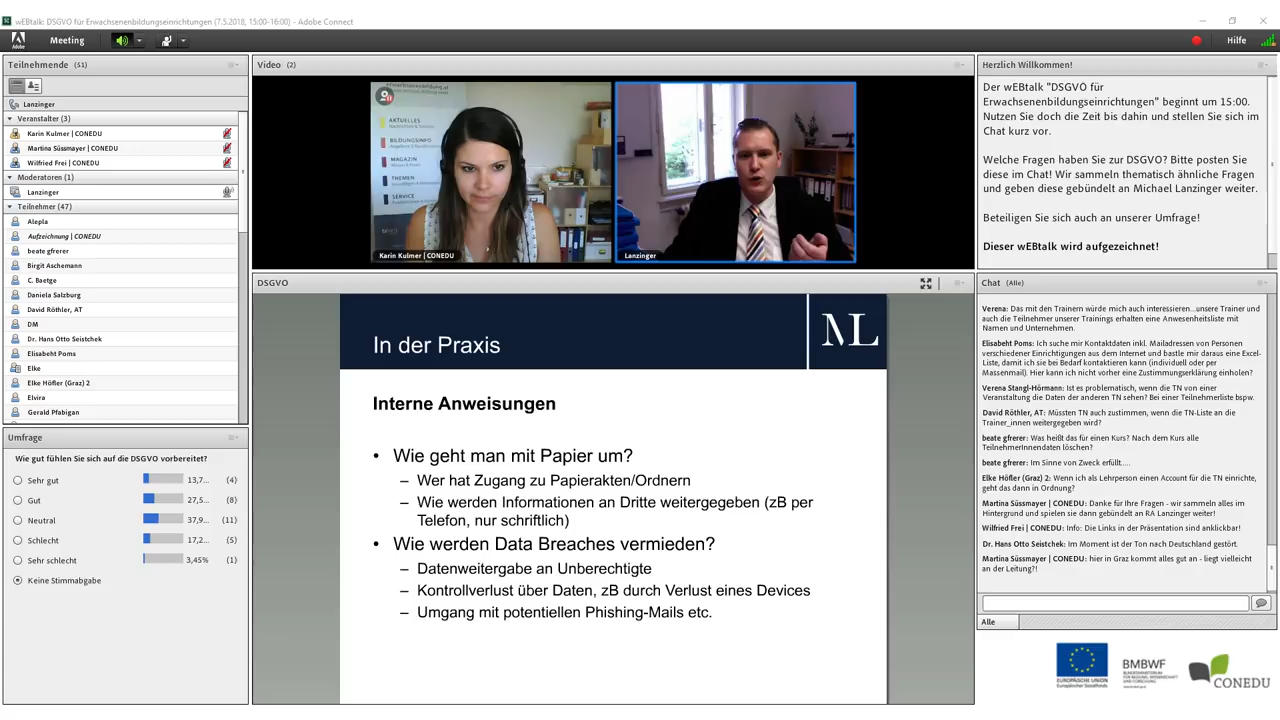 wEBtalk: DSGVO für Erwachsenenbildungseinrichtungen (7.5.2018, 15:00-16:00) - Adobe Connect
Adobe
Meeting
Hilfe
Teilnehmende (51)
Lanzinger
Veranstalter (3)
Karin Kulmer | CONEDU
Martina Süssmayer | CONEDU
Wilfried Frei | CONEDU
Moderatoren (1)
Lanzinger
Teilnehmer (47)
Alepla
Aufzeichnung | CONEDU
beate gfrerer
Birgit Aschemann
C. Baetge
Daniela Salzburg
David Röthler, AT
DM
Dr. Hans Otto Seistchek
Elisabeht Poms
Elke
Elke Höfler (Graz) 2
Elvira
Gerald Pfabigan
Umfrage
Wie gut fühlen Sie sich auf die DSGVO vorbereitet?
Sehr gut 13,7... (4)
Gut 27,5... (8)
Neutral 37,9... (11)
Schlecht 17,2... (5)
Sehr schlecht 3,45% (1)
Keine Stimmabgabe
Video (2)
AKTUELLES
BILDUNGSINFO
MAGAZIN
THEMEN
SERVICE
Karin Kulmer | CONEDU
Lanzinger
DSGVO
In der Praxis
ML
Interne Anweisungen
• Wie geht man mit Papier um?
– Wer hat Zugang zu Papierakten/Ordnern
– Wie werden Informationen an Dritte weitergegeben (zB per
Telefon, nur schriftlich)
• Wie werden Data Breaches vermieden?
– Datenweitergabe an Unberechtigte
– Kontrollverlust über Daten, zB durch Verlust eines Devices
– Umgang mit potentiellen Phishing-Mails etc.
Herzlich Willkommen!
Der wEBtalk "DSGVO für
Erwachsenenbildungseinrichtungen" beginnt um 15:00.
Nutzen Sie doch die Zeit bis dahin und stellen Sie sich im
Chat kurz vor.
Welche Fragen haben Sie zur DSGVO? Bitte posten Sie
diese im Chat! Wir sammeln thematisch ähnliche Fragen
und geben diese gebündelt an Michael Lanzinger weiter.
Beteiligen Sie sich auch an unserer Umfrage!
Dieser wEBtalk wird aufgezeichnet!
Chat (Alle)
Verena: Das mit den Trainern würde mich auch interessieren...unsere Trainer und
auch die Teilnehmer unserer Trainings erhalten eine Anwesenheitsliste mit
Namen und Unternehmen.
Elisabeht Poms: Ich suche mir Kontaktdaten inkl. Mailadressen von Personen
verschiedener Einrichtigungen aus dem Internet und bastle mir daraus eine Excel-
Liste, damit ich sie bei Bedarf kontaktieren kann (individuell oder per
Massenmail). Hier kann ich nicht vorher eine Zustimmungserklärung einholen?
Verena Stangl-Hörmann: Ist es problematisch, wenn die TN von einer
Veranstaltung die Daten der anderen TN sehen? Bei einer Teilnehmerliste bspw.
David Röthler, AT: Müssten TN auch zustimmen, wenn die TN-Liste an die
Trainer_innen weitergegeben wird?
beate gfrerer: Was heißt das für einen Kurs? Nach dem Kurs alle
TeilnehmerInnendaten löschen?
beate gfrerer: Im Sinne von Zweck erfüllt....
Elke Höfler (Graz) 2: Wenn ich als Lehrperson einen Account für die TN einrichte,
geht das dann in Ordnung?
Martina Süssmayer | CONEDU: Danke für Ihre Fragen - wir sammeln alles im
Hintergrund und spielen sie dann gebündelt an RA Lanzinger weiter!
Wilfried Frei | CONEDU: Info: Die Links in der Präsentation sind anklickbar!
Dr. Hans Otto Seistchek: Im Moment ist der Ton nach Deutschland gestört.
Martina Süssmayer | CONEDU: hier in Graz kommt alles gut an - liegt vielleicht
an der Leitung?!
Alle
EUROPÄISCHE UNION
Europäischer Sozialfonds
BMBWF
CONEDU